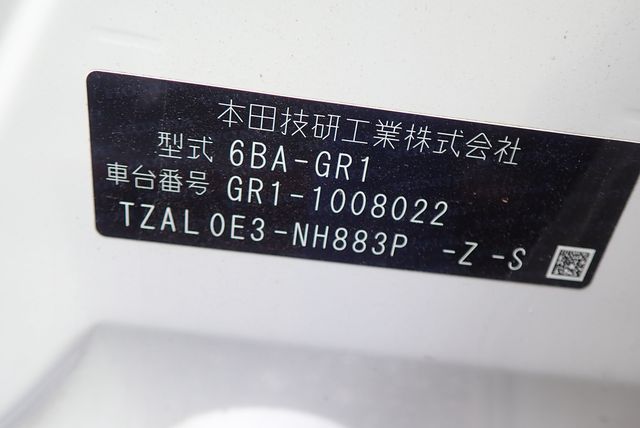 本田技研工業株式会社
型式 6BA-GR1
車台番号 GR1-1008022
TZAL0E3-NH883P -Z -S